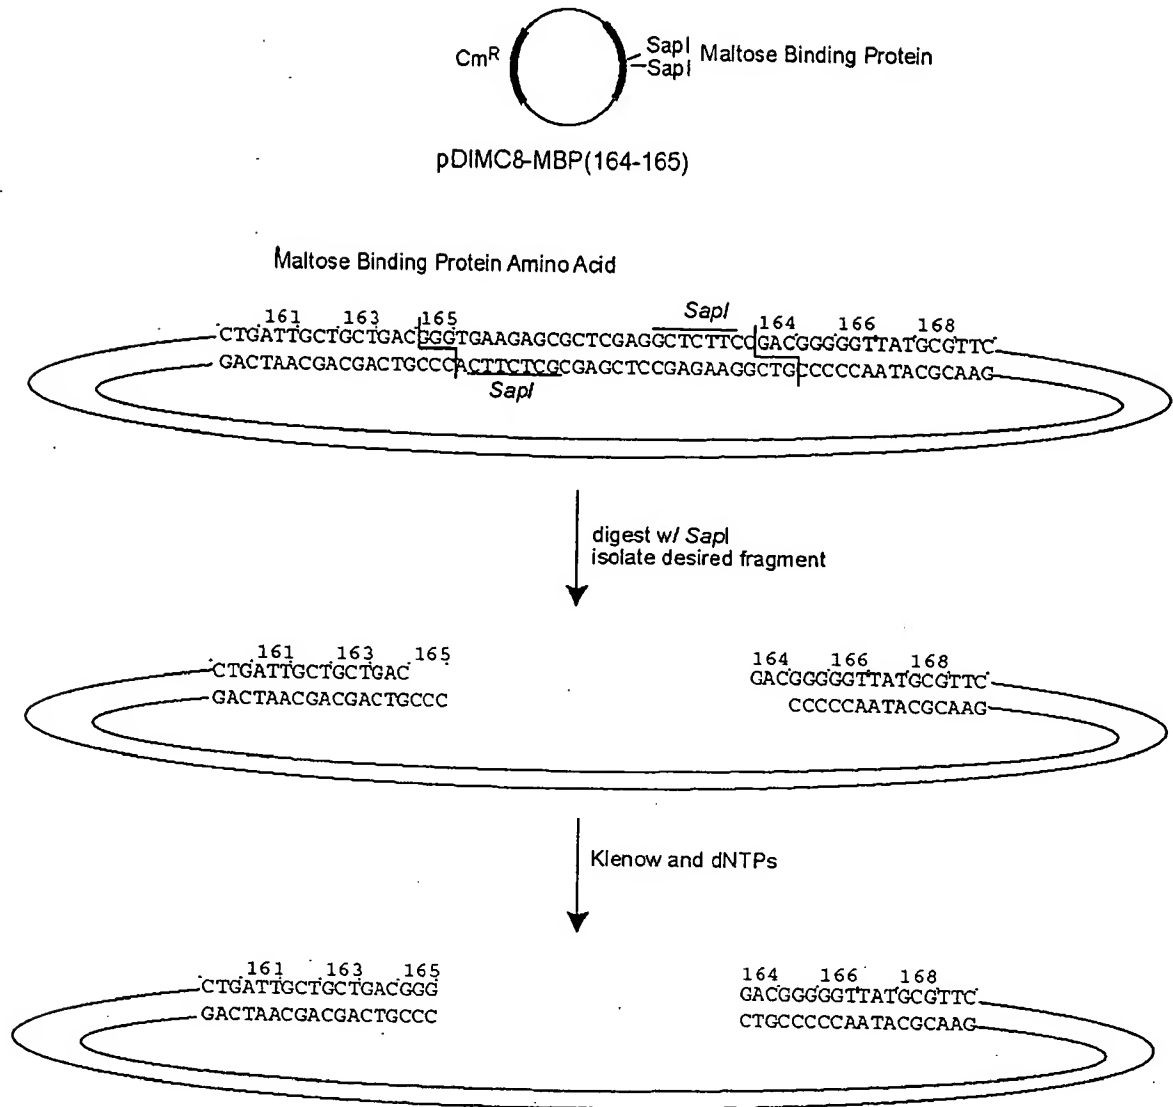 CmR
SapI
SapI
Maltose Binding Protein
pDIMC8-MBP(164-165)
Maltose Binding Protein Amino Acid
161 163 165 SapI 164 166 168
CTGATTGCTGCTGACGGGTGAAGAGCGCTCGAGGCTCTTCCGACGGGGGTTATGCGTTC
GACTAACGACGACTGCCCACTTCTCGCGAGCTCCGAGAAGGCTGCCCCCAATACGCAAG
SapI
digest w/ SapI
isolate desired fragment
161 163 165 164 166 168
CTGATTGCTGCTGAC GACGGGGGTTATGCGTTC
GACTAACGACGACTGCCC CCCCCAATACGCAAG
Klenow and dNTPs
161 163 165 164 166 168
CTGATTGCTGCTGACGGG GACGGGGGTTATGCGTTC
GACTAACGACGACTGCCC CTGCCCCCAATACGCAAG